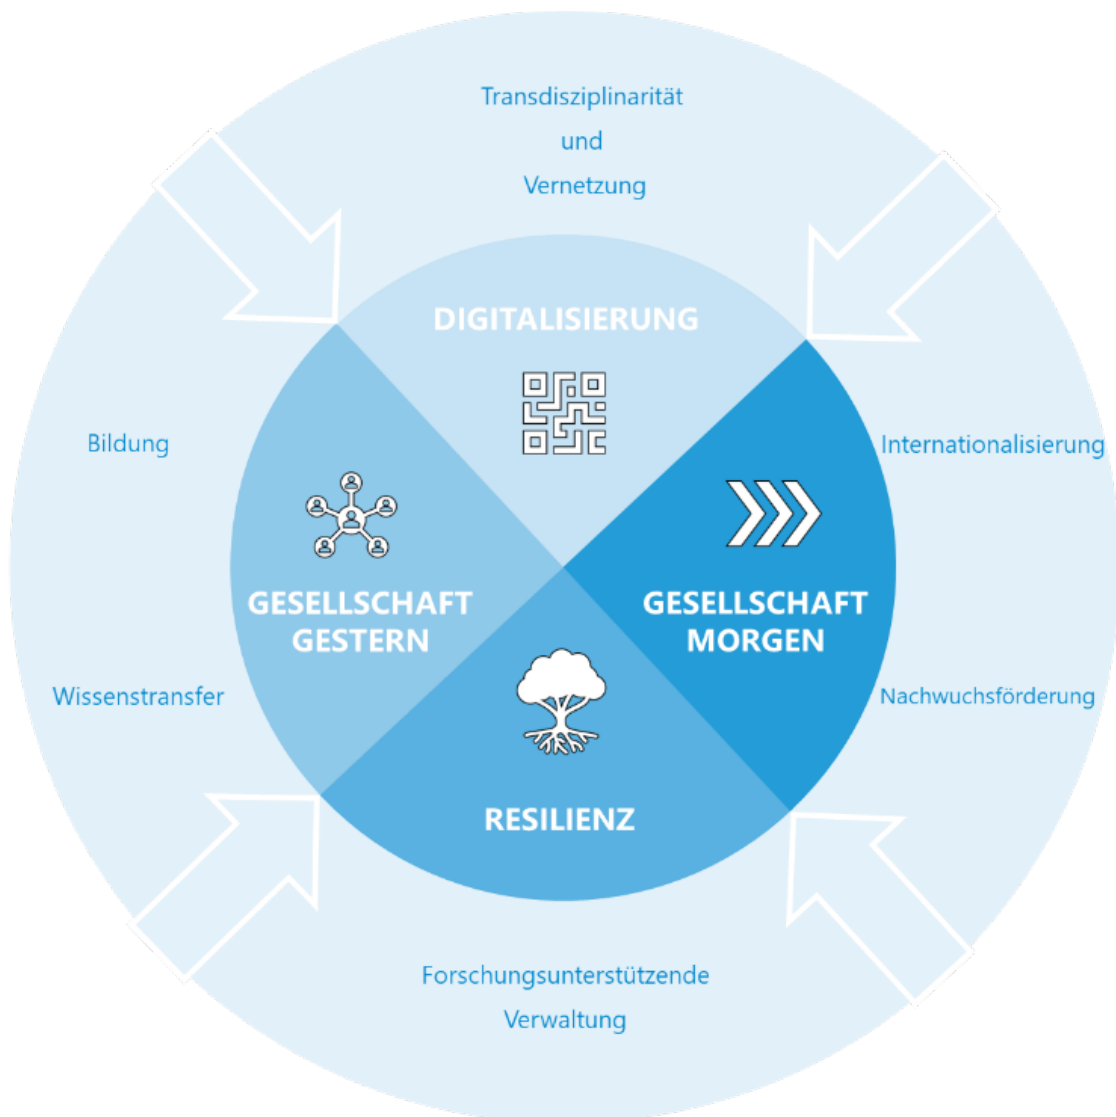 Transdisziplinarität
und
Vernetzung
DIGITALISIERUNG
Bildung
Internationalisierung
GESELLSCHAFT
GESTERN
GESELLSCHAFT
MORGEN
Wissenstransfer
Nachwuchsförderung
RESILIENZ
Forschungsunterstützende
Verwaltung